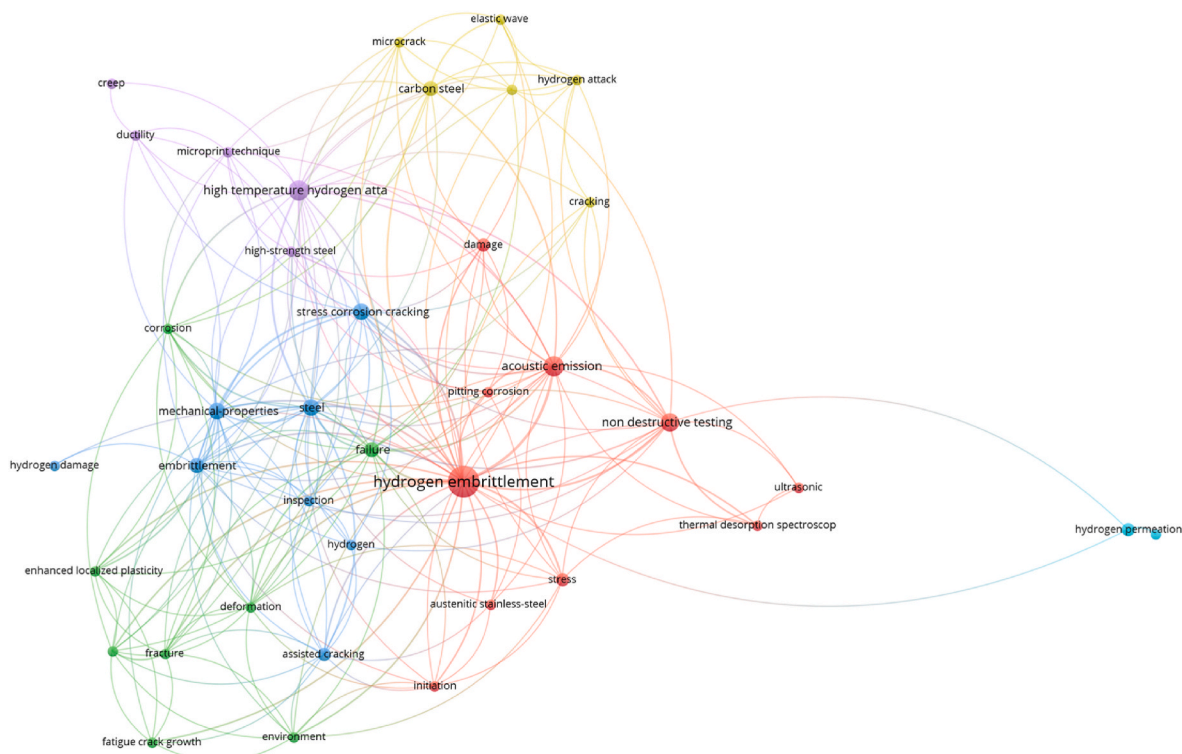 elastic wave
microcrack
hydrogen attack
creep
carbon steel
ductility
microprint technique
high temperature hydrogen atta
cracking
damage
high-strength steel
stress corrosion cracking
corrosion
acoustic emission
pitting corrosion
mechanical-properties
steel
non destructive testing
failure
hydrogen damage
embrittlement
hydrogen embrittlement
ultrasonic
inspection
thermal desorption spectroscop
hydrogen permeation
hydrogen
enhanced localized plasticity
stress
deformation
austenitic stainless-steel
fracture
assisted cracking
initiation
environment
fatigue crack growth